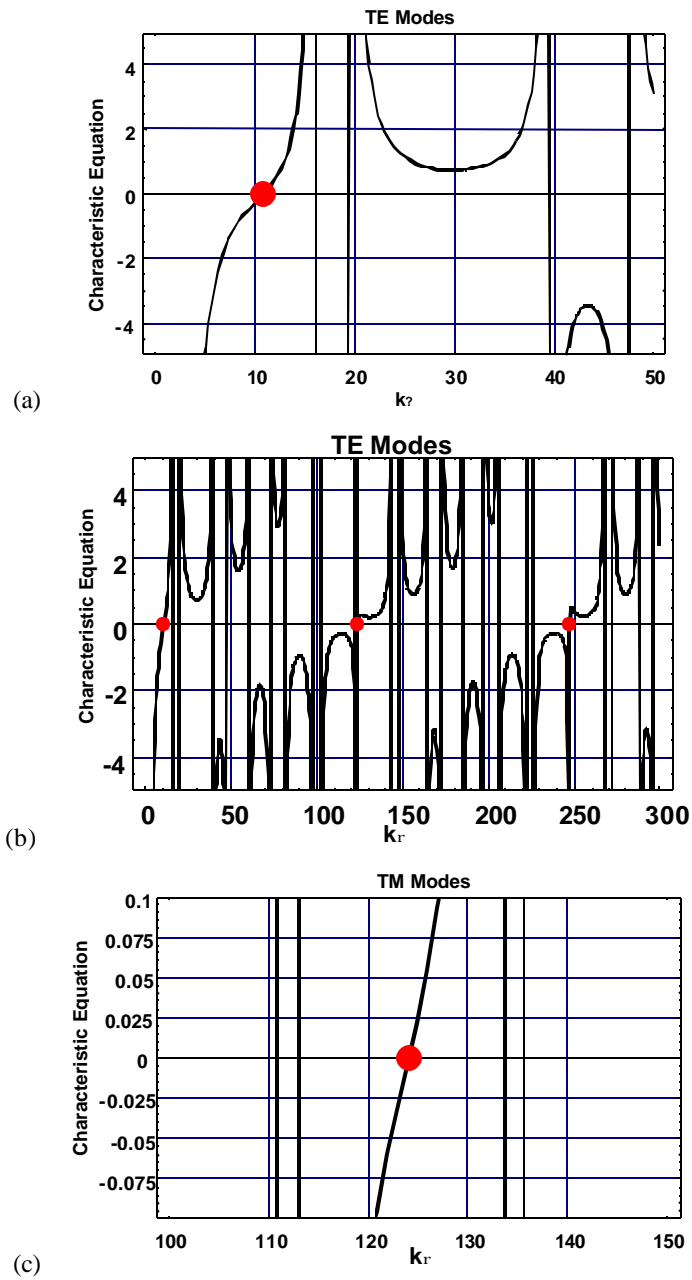 TE Modes
4
2
0
-2
-4
Characteristic Equation
0 10 20 30 40 50
k?
(a)
TE Modes
4
2
0
-2
-4
Characteristic Equation
0 50 100 150 200 250 300
kr
(b)
TM Modes
0.1
0.075
0.05
0.025
0
-0.025
-0.05
-0.075
Characteristic Equation
100 110 120 130 140 150
kr
(c)